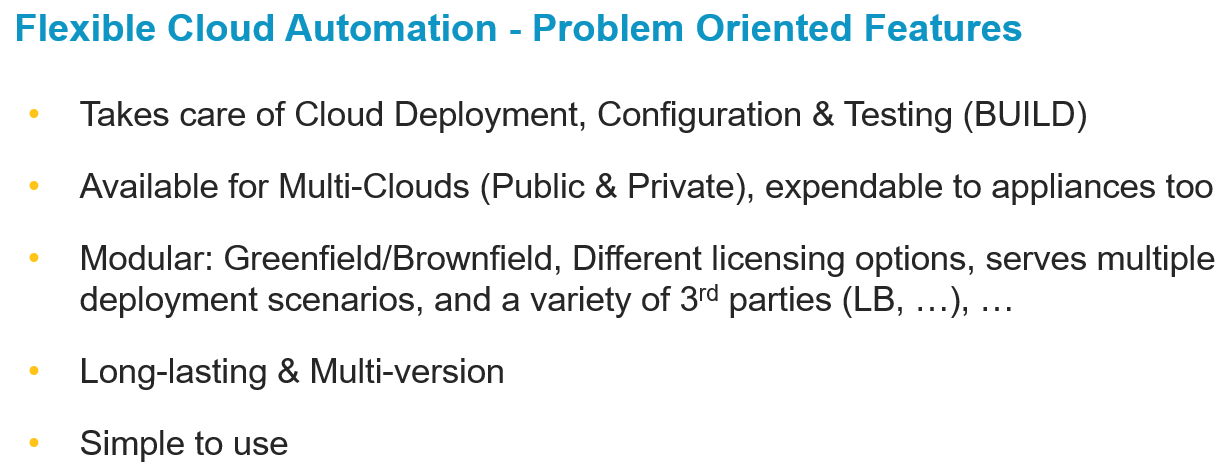 Flexible Cloud Automation - Problem Oriented Features
• Takes care of Cloud Deployment, Configuration & Testing (BUILD)
• Available for Multi-Clouds (Public & Private), expendable to appliances too
• Modular: Greenfield/Brownfield, Different licensing options, serves multiple
deployment scenarios, and a variety of 3rd parties (LB, …), …
• Long-lasting & Multi-version
• Simple to use